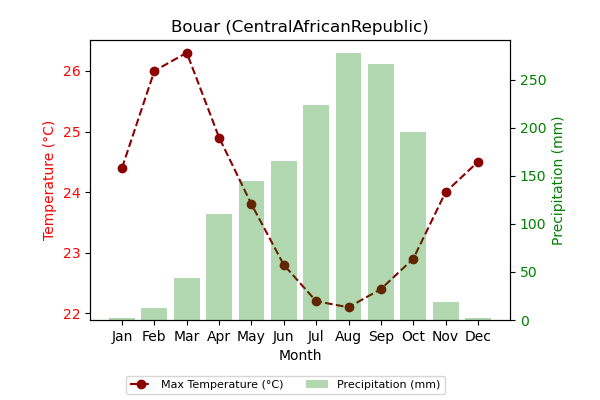 Bouar (CentralAfricanRepublic)
26
25
24
23
22
Temperature (°C)
250
200
150
100
50
0
Precipitation (mm)
Jan Feb Mar Apr May Jun Jul Aug Sep Oct Nov Dec
Month
Max Temperature (°C) Precipitation (mm)